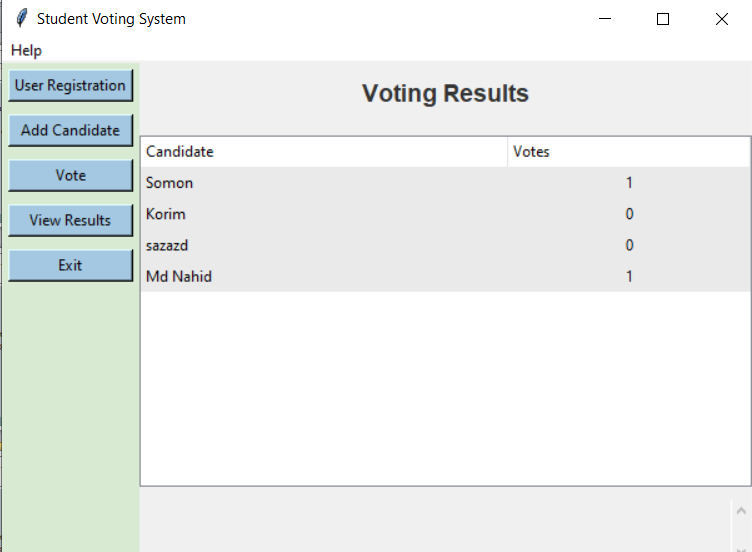 Student Voting System
Help
User Registration
Add Candidate
Vote
View Results
Exit
Voting Results
Candidate Votes
Somon 1
Korim 0
sazazd 0
Md Nahid 1